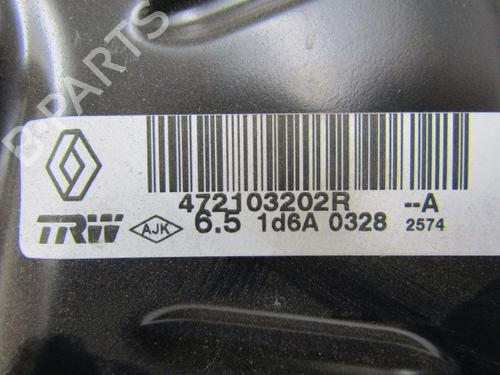 B-PARTS
472103202R --A
TRW AJK 6.5 1d6A 0328 2574